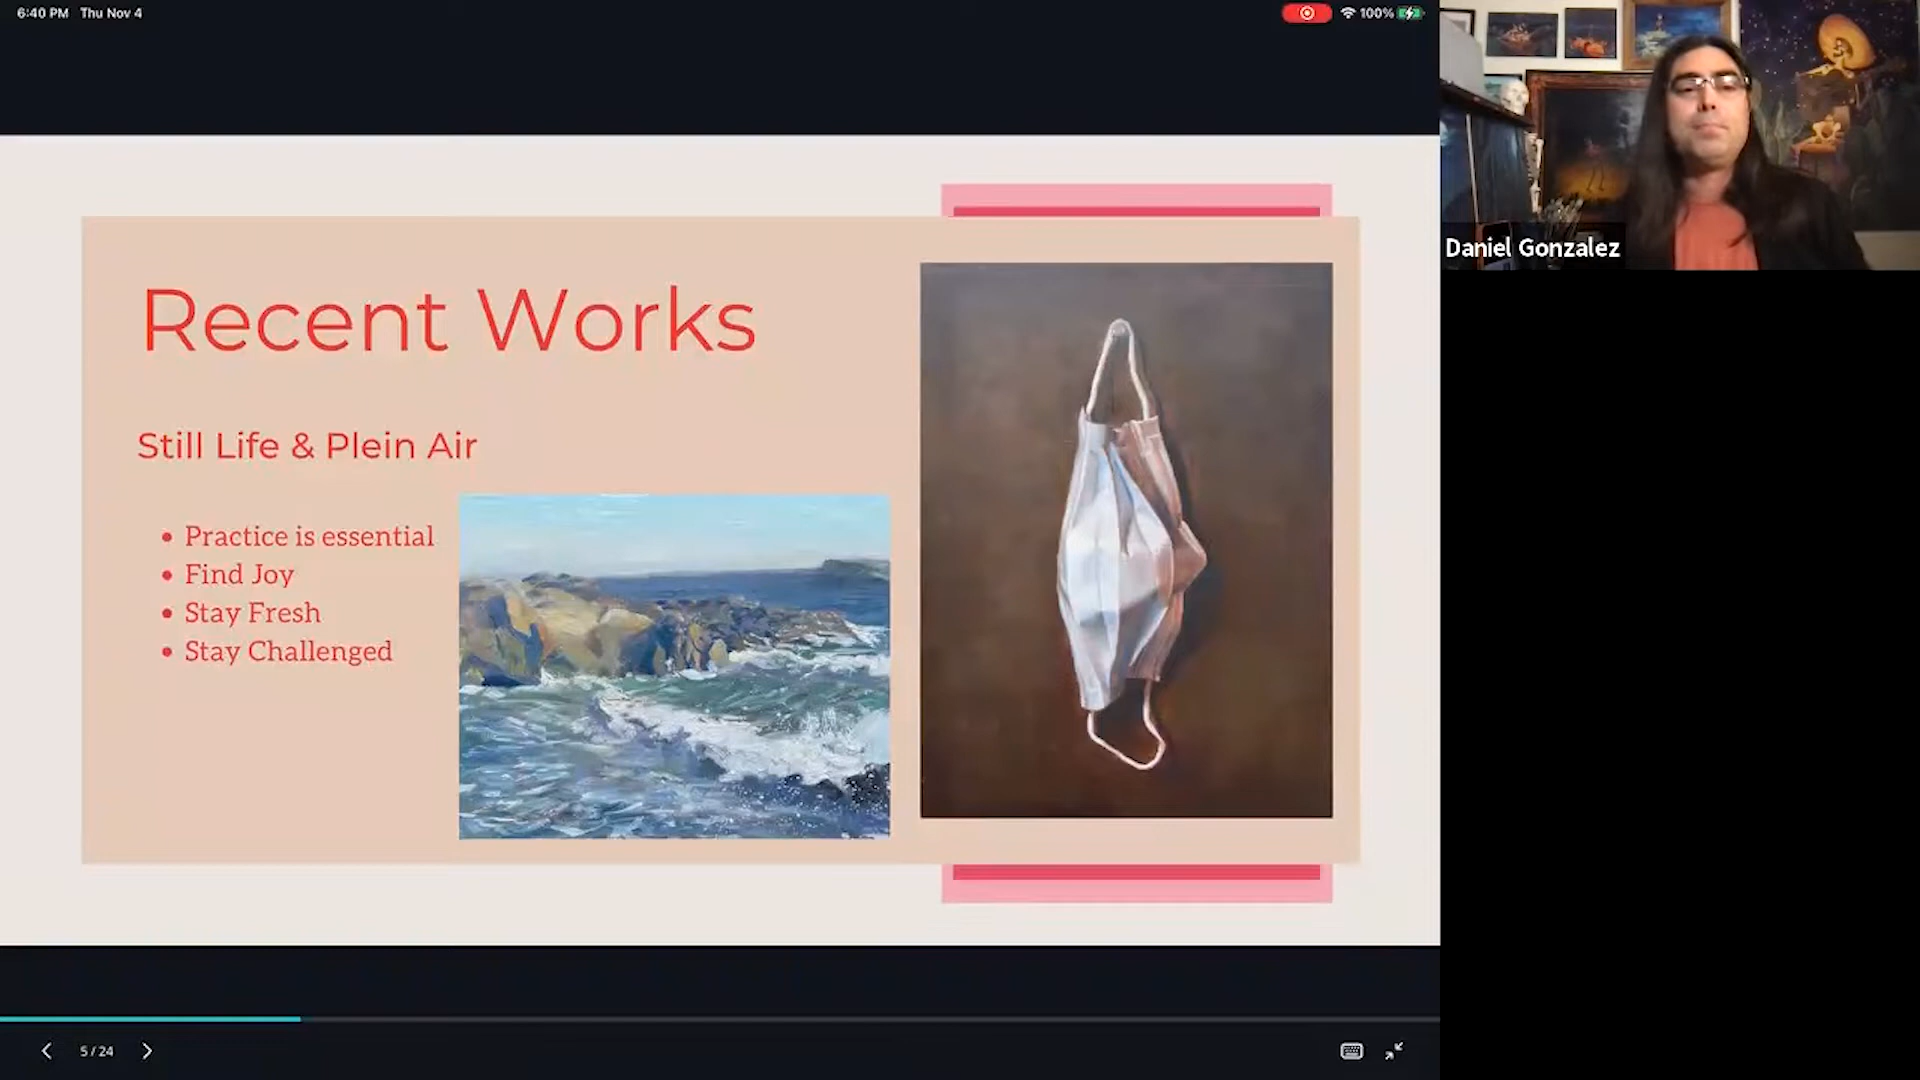 6:40 PM Thu Nov 4
100%
Recent Works
Still Life & Plein Air
• Practice is essential
• Find Joy
• Stay Fresh
• Stay Challenged
Daniel Gonzalez
5 / 24